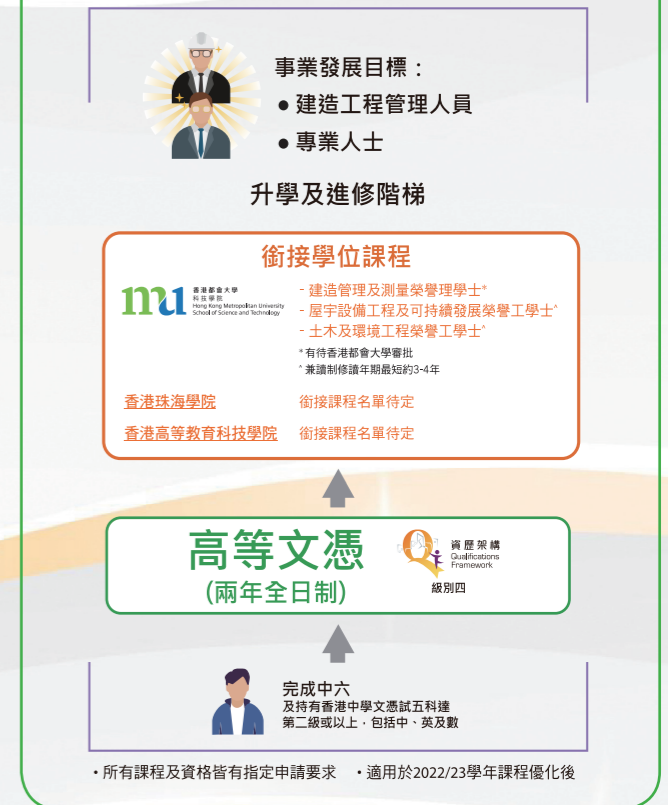 事業發展目標：
● 建造工程管理人員
● 專業人士
升學及進修階梯
銜接學位課程
mu
香港都會大學
科技學院
Hong Kong Metropolitan University
School of Science and Technology
- 建造管理及測量榮譽理學士*
- 屋宇設備工程及可持續發展榮譽工學士^
- 土木及環境工程榮譽工學士^
*有待香港都會大學審批
^兼讀制修讀年期最短約3-4年
香港珠海學院 銜接課程名單待定
香港高等教育科技學院 銜接課程名單待定
高等文憑
(兩年全日制)
資歷架構
Qualifications
Framework
級別四
完成中六
及持有香港中學文憑試五科達
第二級或以上，包括中、英及數
•所有課程及資格皆有指定申請要求 •適用於2022/23學年課程優化後